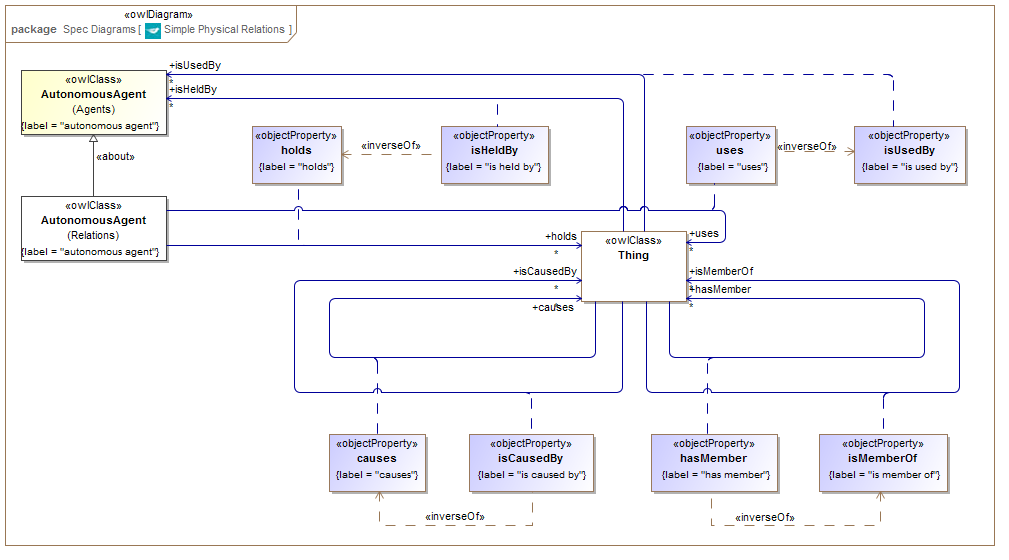 «owlDiagram»
package Spec Diagrams [ Simple Physical Relations ]
+isUsedBy
*
+isHeldBy
*
«owlClass»
AutonomousAgent
(Agents)
{label = "autonomous agent"}
«about»
«owlClass»
AutonomousAgent
(Relations)
{label = "autonomous agent"}
«objectProperty»
holds
{label = "holds"}
«inverseOf»
«objectProperty»
isHeldBy
{label = "is held by"}
«objectProperty»
uses
{label = "uses"}
«inverseOf»
«objectProperty»
isUsedBy
{label = "is used by"}
+holds
*
+uses
*
«owlClass»
Thing
+isCausedBy
*
+causes
*
+isMemberOf
*
+hasMember
*
«objectProperty»
causes
{label = "causes"}
«objectProperty»
isCausedBy
{label = "is caused by"}
«inverseOf»
«objectProperty»
hasMember
{label = "has member"}
«objectProperty»
isMemberOf
{label = "is member of"}
«inverseOf»